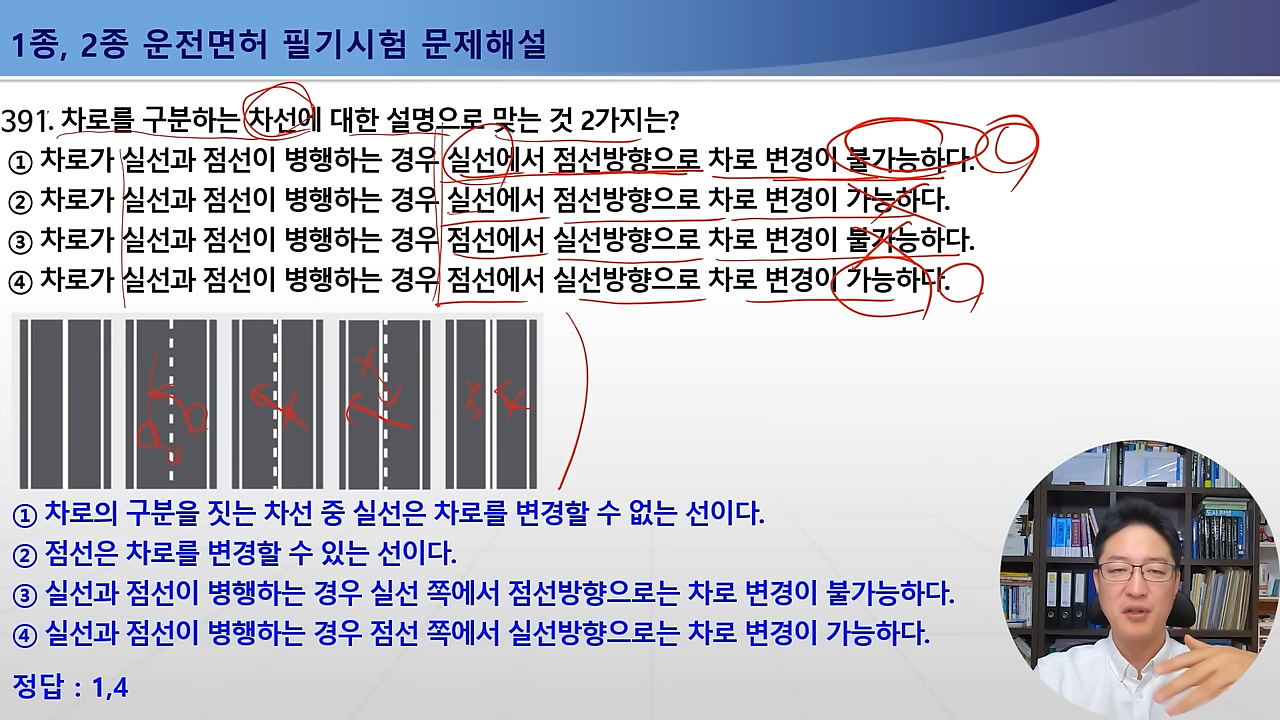 1종, 2종 운전면허 필기시험 문제해설
391. 차로를 구분하는 차선에 대한 설명으로 맞는 것 2가지는?
① 차로가 실선과 점선이 병행하는 경우 실선에서 점선방향으로 차로 변경이 불가능하다.
② 차로가 실선과 점선이 병행하는 경우 실선에서 점선방향으로 차로 변경이 가능하다.
③ 차로가 실선과 점선이 병행하는 경우 점선에서 실선방향으로 차로 변경이 불가능하다.
④ 차로가 실선과 점선이 병행하는 경우 점선에서 실선방향으로 차로 변경이 가능하다.
① 차로의 구분을 짓는 차선 중 실선은 차로를 변경할 수 없는 선이다.
② 점선은 차로를 변경할 수 있는 선이다.
③ 실선과 점선이 병행하는 경우 실선 쪽에서 점선방향으로는 차로 변경이 불가능하다.
④ 실선과 점선이 병행하는 경우 점선 쪽에서 실선방향으로는 차로 변경이 가능하다.
정답 : 1,4